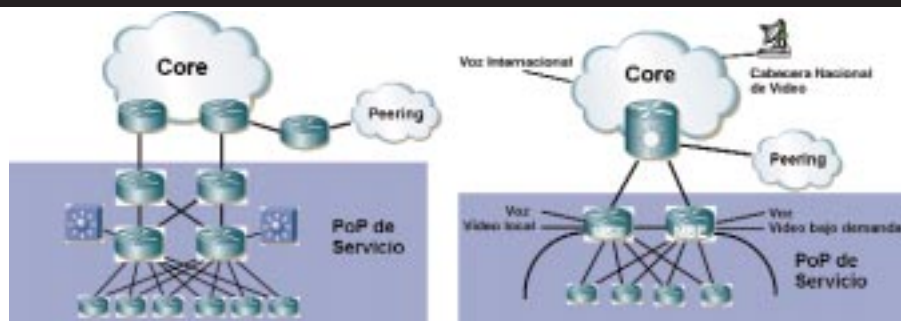 Core
Peering
PoP de
Servicio
Voz Internacional
Core
Cabecera Nacional
de Video
Peering
Voz
Video local
Voz
Video bajo demanda
PoP de
Servicio